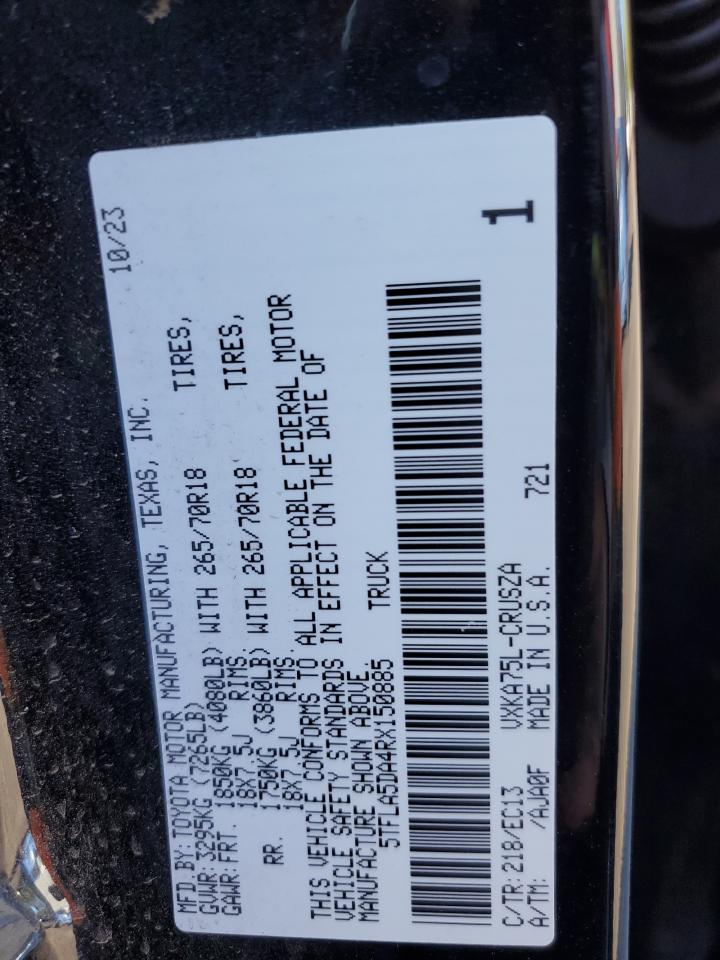 MFD. BY: TOYOTA MOTOR MANUFACTURING, TEXAS, INC. 10/23
GVWR: 3295KG (7265LB)
GAWR: FRT. 1850KG (4080LB) WITH 265/70R18 TIRES,
18X7.5J RIMS.
RR. 1750KG (3860LB) WITH 265/70R18 TIRES,
18X7.5J RIMS.
THIS VEHICLE CONFORMS TO ALL APPLICABLE FEDERAL MOTOR
VEHICLE SAFETY STANDARDS IN EFFECT ON THE DATE OF
MANUFACTURE SHOWN ABOVE.
5TFLA5DA4RX150885 TRUCK
1
C/TR: 218/EC13 VXKA75L-CRUSZA 721
A/TM: /AJA0F MADE IN U.S.A.